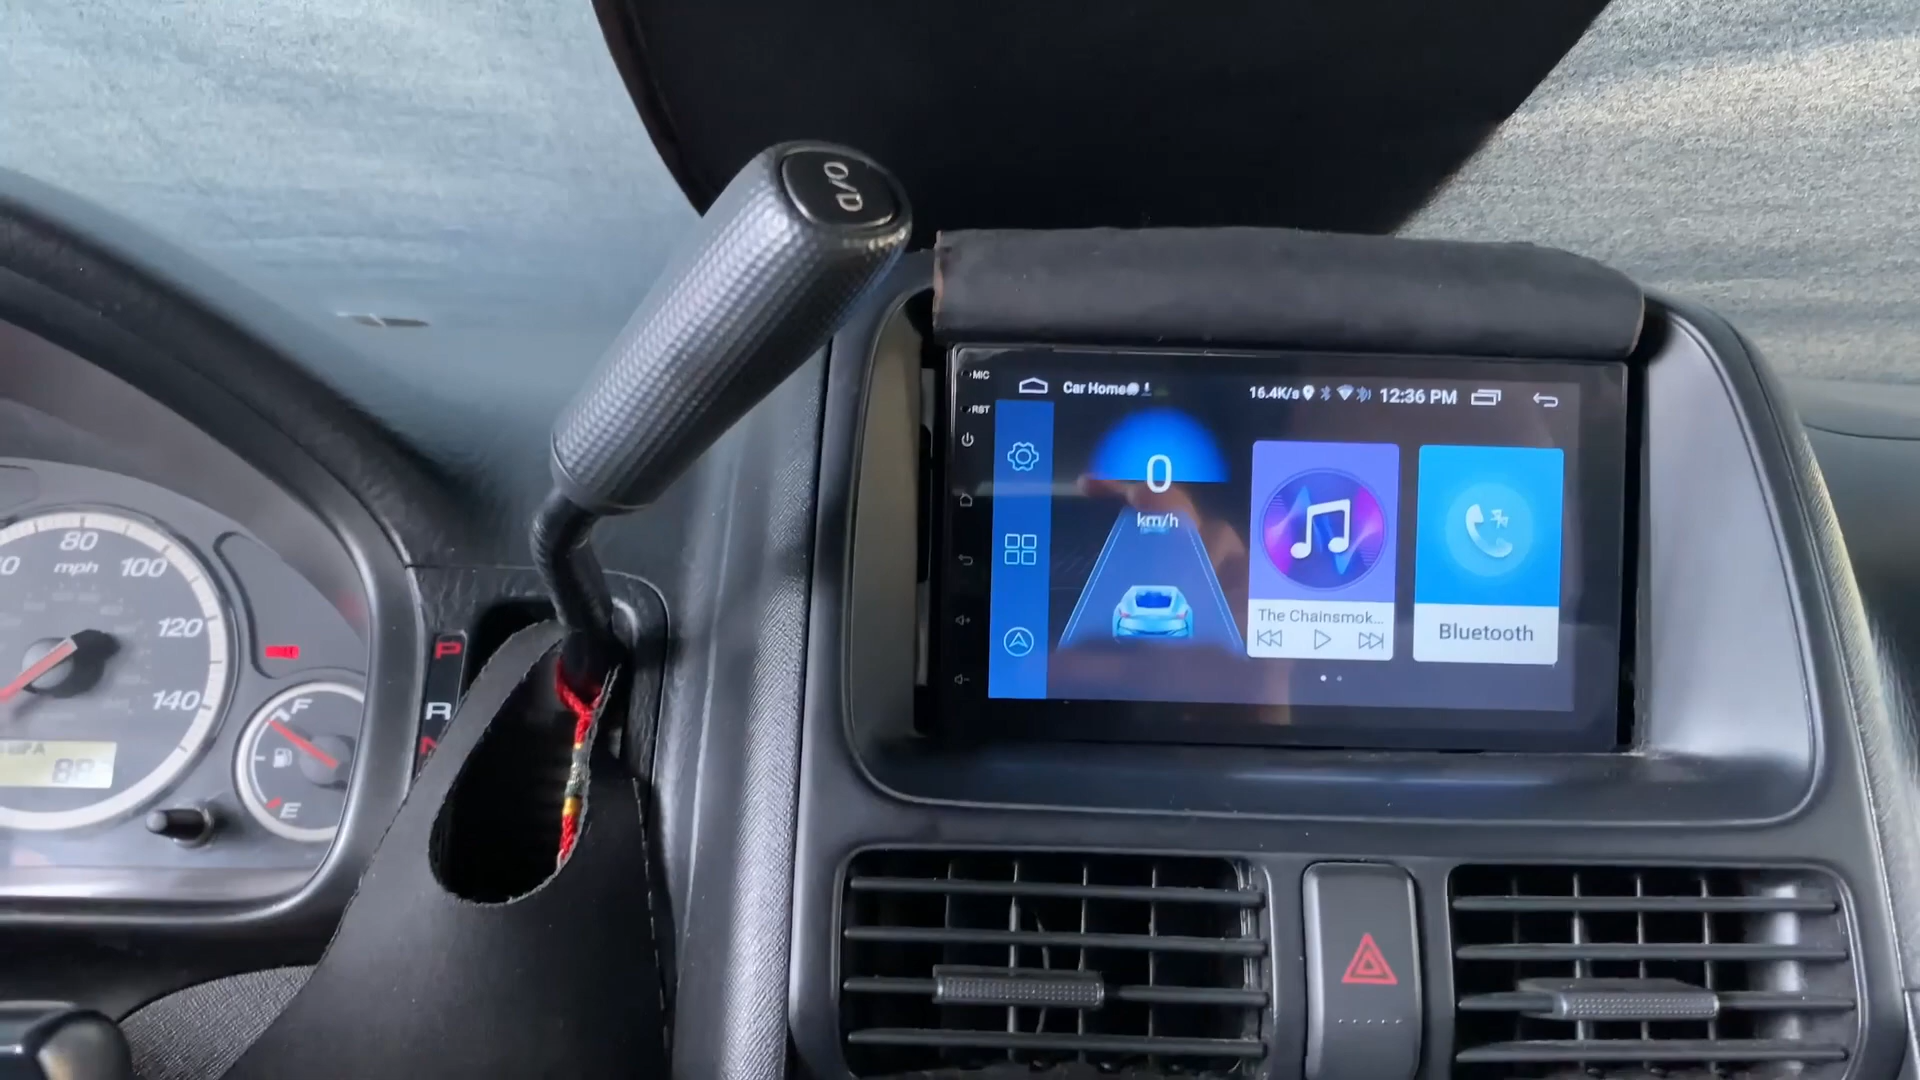 O/D
MIC
RST
Car Home
16.4K/s
12:36 PM
0
km/h
The Chainsmok...
Bluetooth
80
mph
100
120
140
P
R
N
F
E